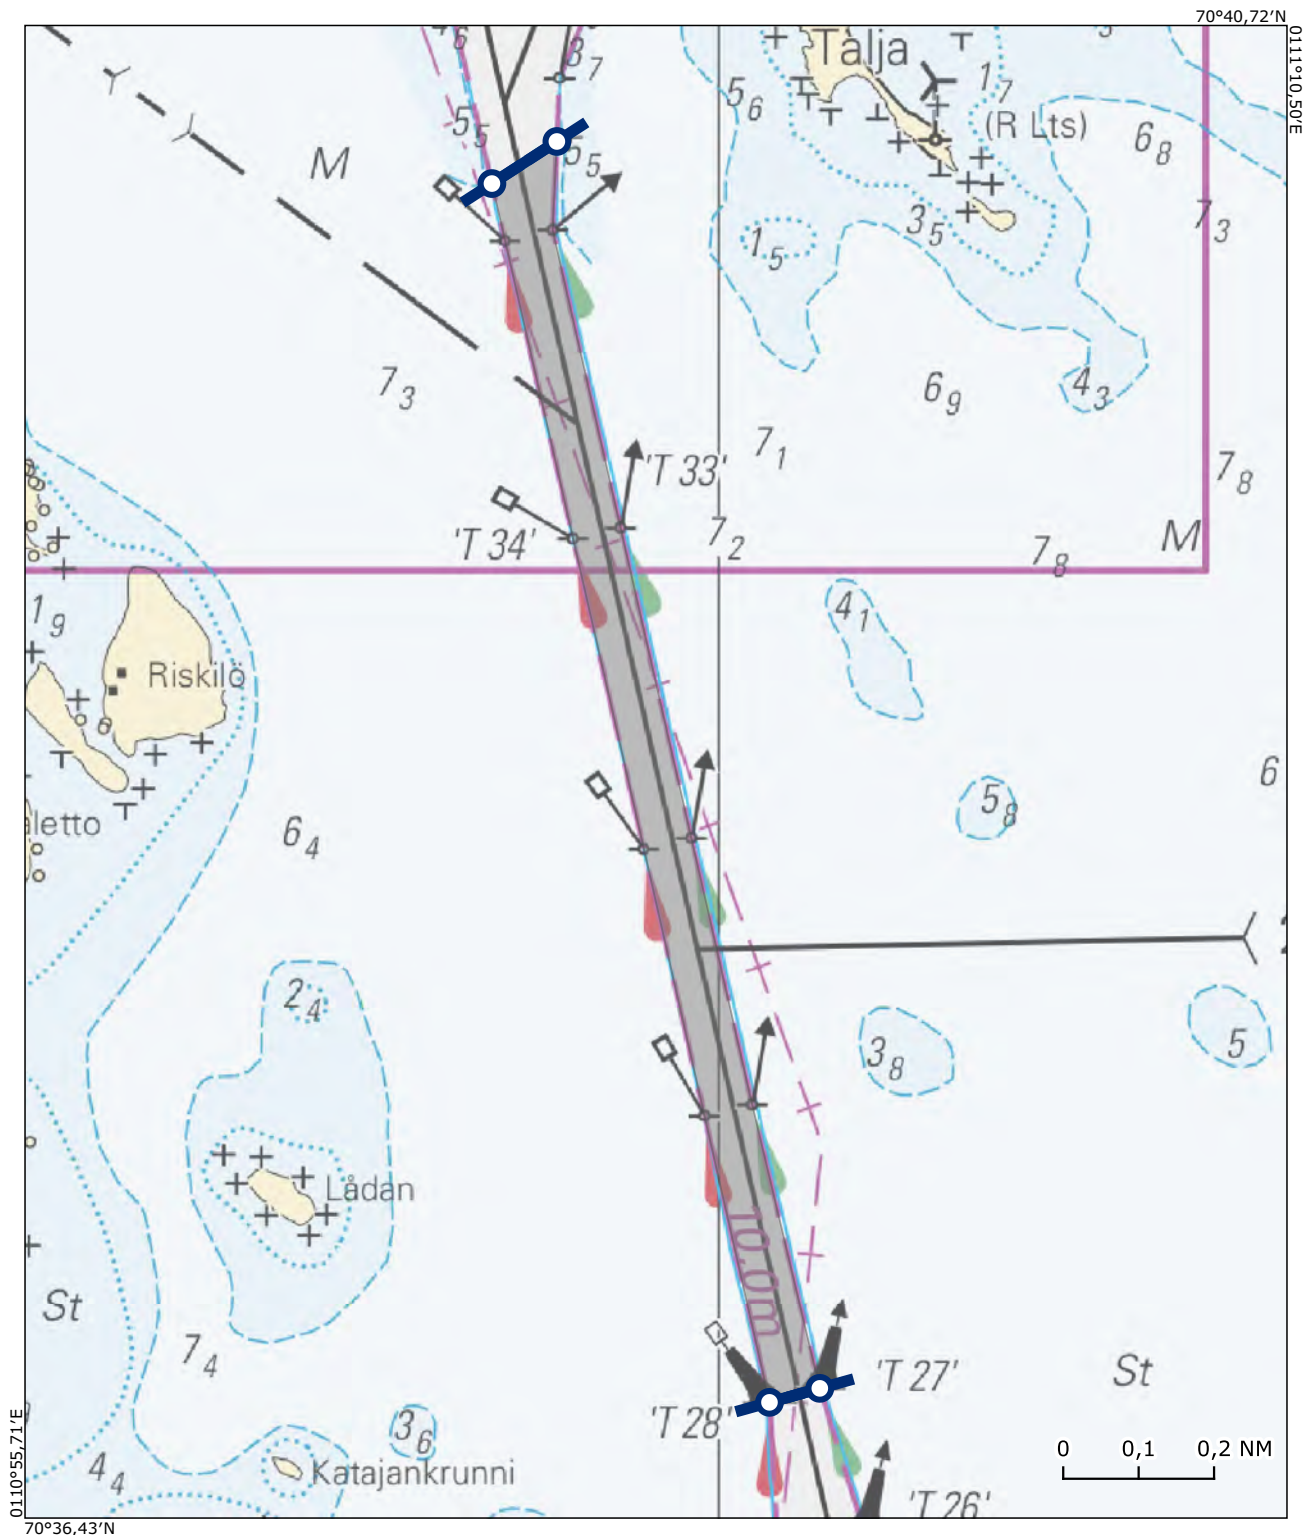 70°40,72’N
0111°10,50’E
4 6
8 7
Talja
1 7
5 6
5 5
(R Lts)
6 8
M
5 5
7 3
3 5
1 5
7 3
6 9
4 3
7 1
'T 33'
7 8
'T 34'
7 2
M
7 8
1 9
4 1
Riskilö
6
5 8
letto
6 4
2 4
3 8
5
Lådan
10.0m
St
7 4
'T 27'
St
'T 28'
3 6
0 0,1 0,2 NM
4 4
Katajankrunni
'T 26'
0110°55,71’E
70°36,43’N